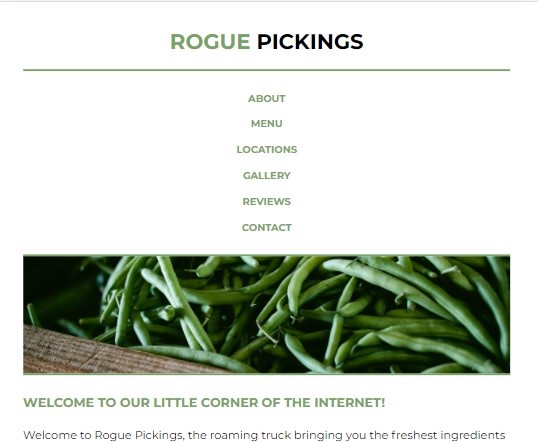 ROGUE PICKINGS
ABOUT
MENU
LOCATIONS
GALLERY
REVIEWS
CONTACT
WELCOME TO OUR LITTLE CORNER OF THE INTERNET!
Welcome to Rogue Pickings, the roaming truck bringing you the freshest ingredients